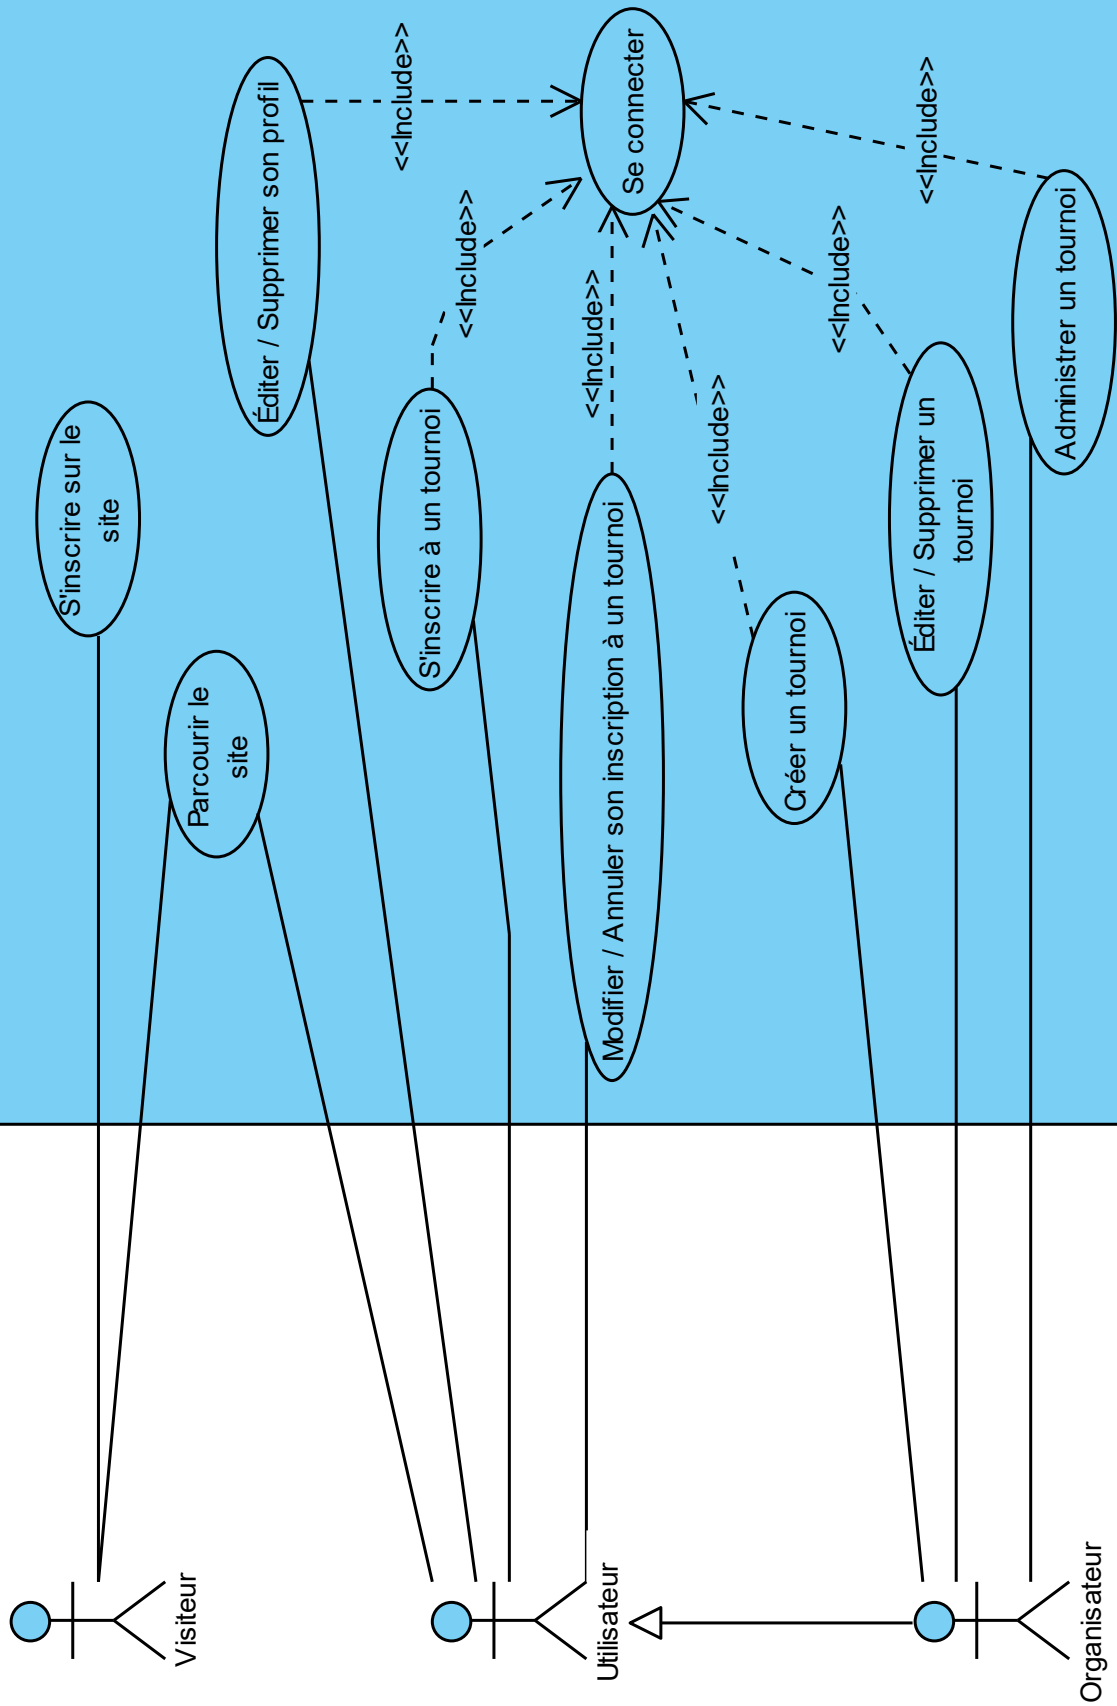 S'inscrire sur le
site
Parcourir le
site
Visiteur
Éditer / Supprimer son profil
<<Include>>
S'inscrire à un tournoi
<<Include>>
Se connecter
Modifier / Annuler son inscription à un tournoi
<<Include>>
Utilisateur
Créer un tournoi
<<Include>>
Éditer / Supprimer un
tournoi
<<Include>>
Administrer un tournoi
<<Include>>
Organisateur